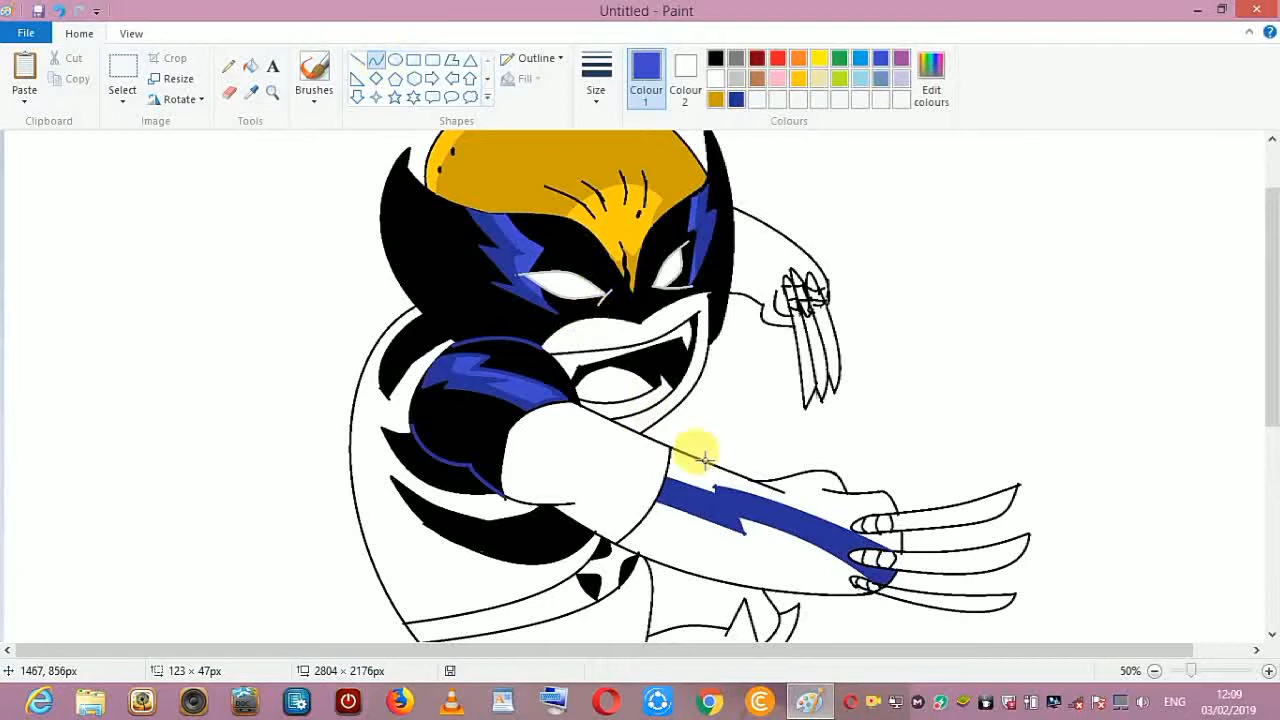 Untitled - Paint
File Home View
Paste Cut Copy
Select Crop Resize Rotate
A
Brushes
Outline
Fill
Size
Colour 1
Colour 2
Edit colours
Clipboard Image Tools Shapes Colours
1467, 856px 123 × 47px 2804 × 2176px 50%
ENG 12:09
03/02/2019